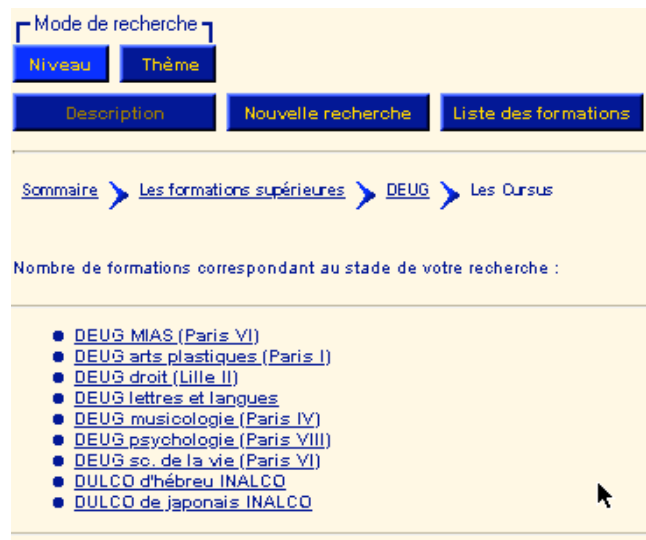 Mode de recherche
Niveau Thème
Description Nouvelle recherche Liste des formations
Sommaire Les formations supérieures DEUG Les Cursus
Nombre de formations correspondant au stade de votre recherche :
DEUG MIAS (Paris VI)
DEUG arts plastiques (Paris I)
DEUG droit (Lille II)
DEUG lettres et langues
DEUG musicologie (Paris IV)
DEUG psychologie (Paris VIII)
DEUG sc. de la vie (Paris VI)
DULCO d'hébreu INALCO
DULCO de japonais INALCO